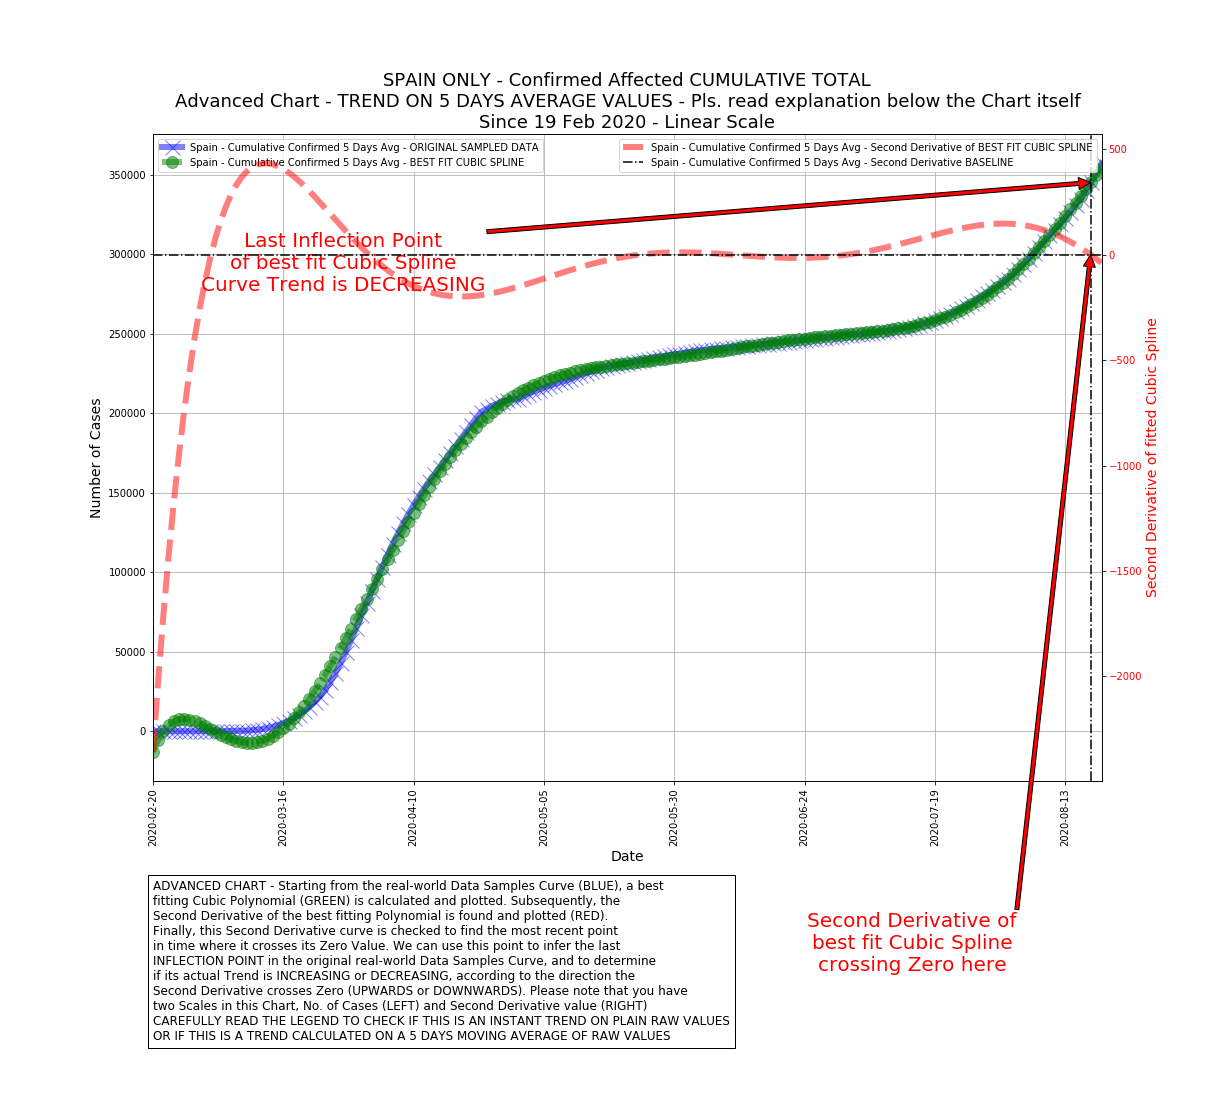 SPAIN ONLY - Confirmed Affected CUMULATIVE TOTAL
Advanced Chart - TREND ON 5 DAYS AVERAGE VALUES - Pls. read explanation below the Chart itself
Since 19 Feb 2020 - Linear Scale
Spain - Cumulative Confirmed 5 Days Avg - ORIGINAL SAMPLED DATA
Spain - Cumulative Confirmed 5 Days Avg - BEST FIT CUBIC SPLINE
Spain - Cumulative Confirmed 5 Days Avg - Second Derivative of BEST FIT CUBIC SPLINE
Spain - Cumulative Confirmed 5 Days Avg - Second Derivative BASELINE
Last Inflection Point
of best fit Cubic Spline
Curve Trend is DECREASING
Number of Cases
350000
300000
250000
200000
150000
100000
50000
0
500
0
−500
−1000
−1500
−2000
Second Derivative of fitted Cubic Spline
2020-02-20
2020-03-16
2020-04-10
2020-05-05
2020-05-30
2020-06-24
2020-07-19
2020-08-13
Date
ADVANCED CHART - Starting from the real-world Data Samples Curve (BLUE), a best
fitting Cubic Polynomial (GREEN) is calculated and plotted. Subsequently, the
Second Derivative of the best fitting Polynomial is found and plotted (RED).
Finally, this Second Derivative curve is checked to find the most recent point
in time where it crosses its Zero Value. We can use this point to infer the last
INFLECTION POINT in the original real-world Data Samples Curve, and to determine
if its actual Trend is INCREASING or DECREASING, according to the direction the
Second Derivative crosses Zero (UPWARDS or DOWNWARDS). Please note that you have
two Scales in this Chart, No. of Cases (LEFT) and Second Derivative value (RIGHT)
CAREFULLY READ THE LEGEND TO CHECK IF THIS IS AN INSTANT TREND ON PLAIN RAW VALUES
OR IF THIS IS A TREND CALCULATED ON A 5 DAYS MOVING AVERAGE OF RAW VALUES
Second Derivative of
best fit Cubic Spline
crossing Zero here